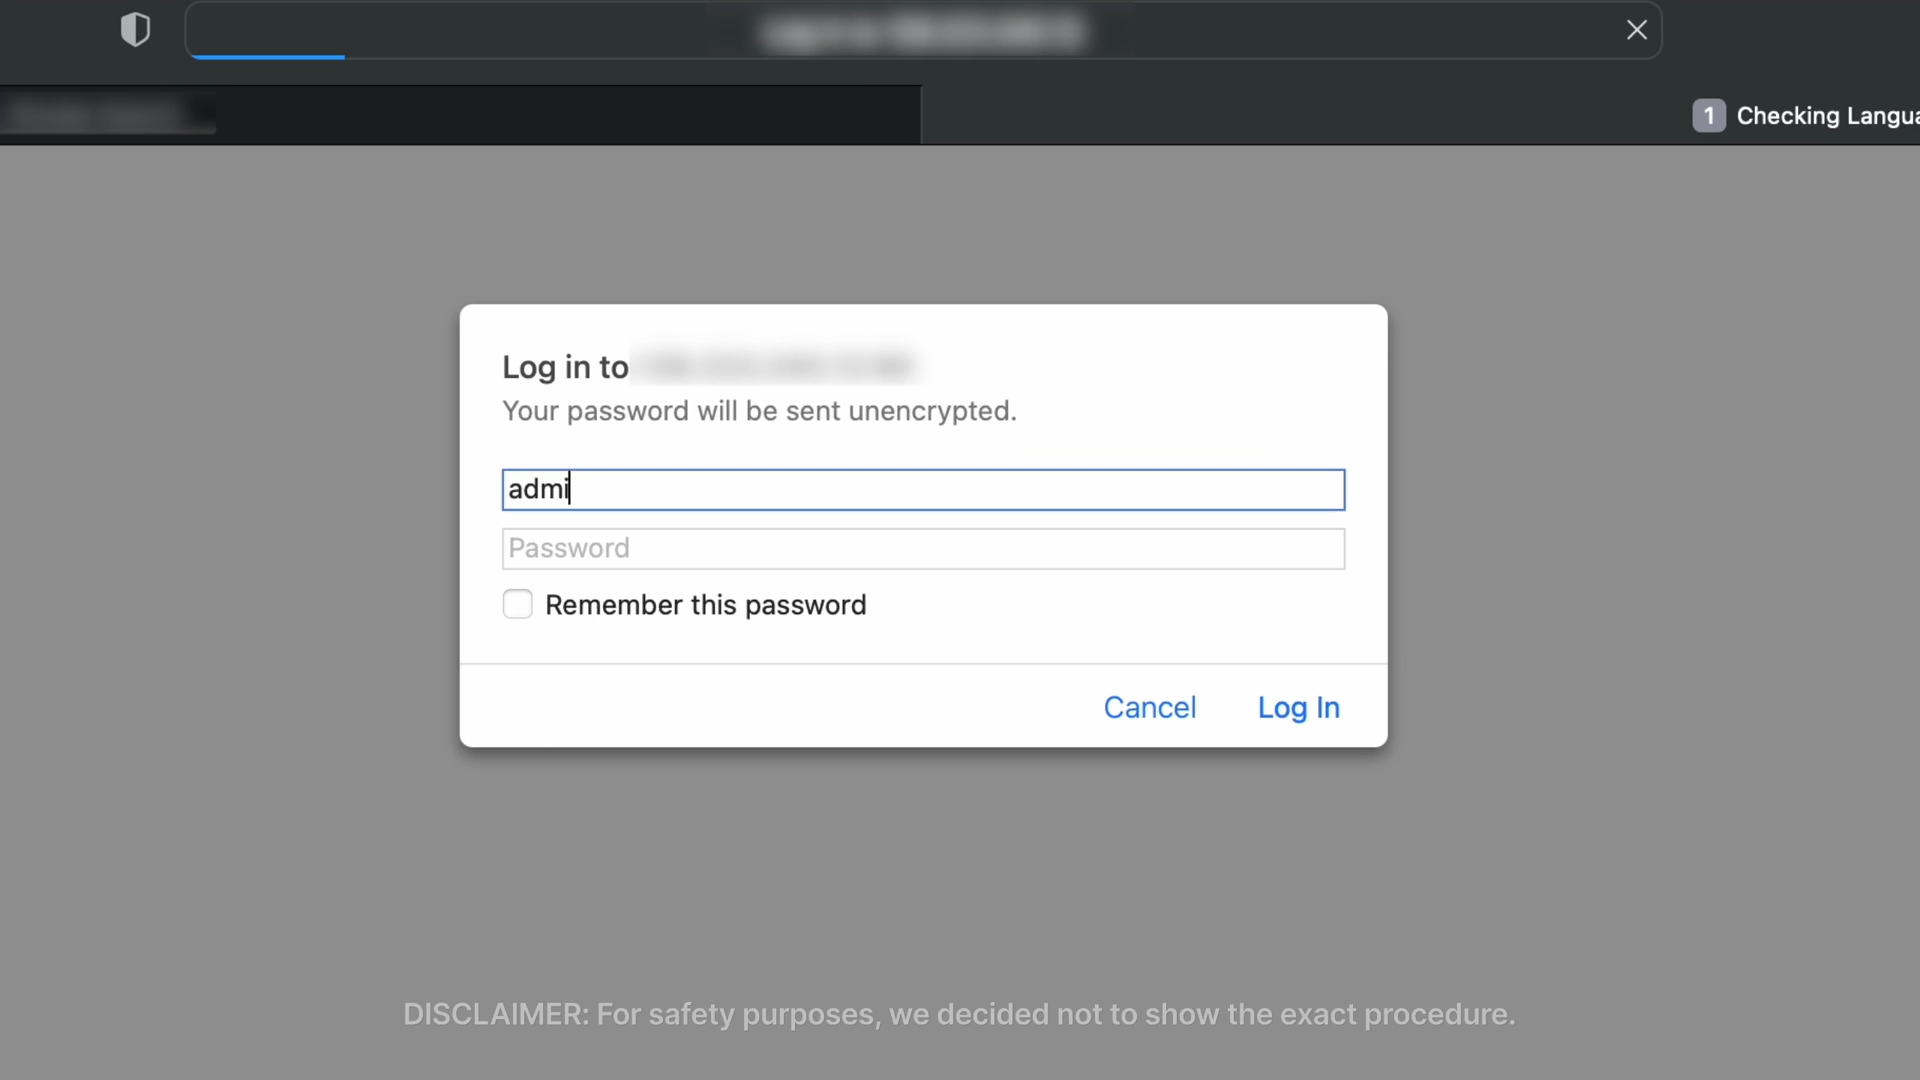 1 Checking Langua
Log in to
Your password will be sent unencrypted.
admi
Password
Remember this password
Cancel Log In
DISCLAIMER: For safety purposes, we decided not to show the exact procedure.